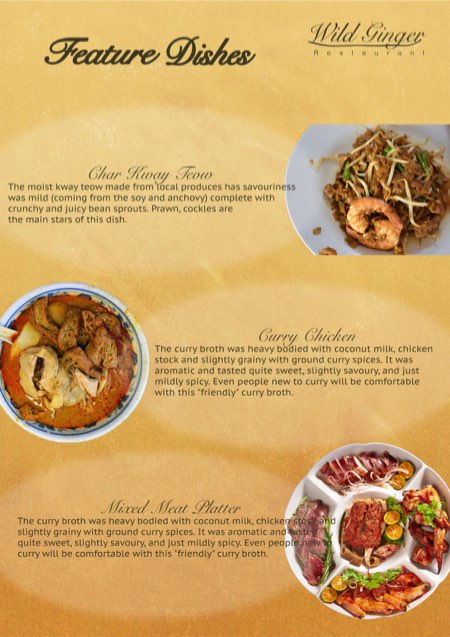 Feature Dishes
Wild Ginger
Restaurant
Char Kway Teow
The moist kway teow made from local produces has savouriness
was mild (coming from the soy and anchovy) complete with
crunchy and juicy bean sprouts. Prawn, cockles are
the main stars of this dish.
Curry Chicken
The curry broth was heavy bodied with coconut milk, chicken
stock and slightly grainy with ground curry spices. It was
aromatic and tasted quite sweet, slightly savoury, and just
mildly spicy. Even people new to curry will be comfortable
with this "friendly" curry broth.
Mixed Meat Platter
The curry broth was heavy bodied with coconut milk, chicken stock and
slightly grainy with ground curry spices. It was aromatic and tasted
quite sweet, slightly savoury, and just mildly spicy. Even people new to
curry will be comfortable with this "friendly" curry broth.